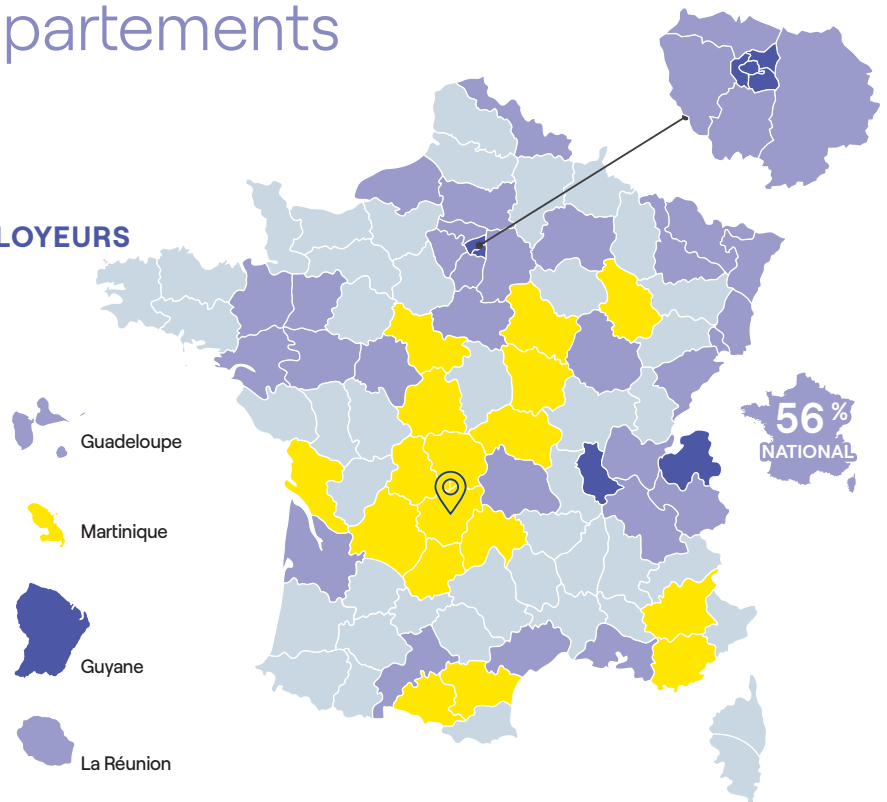 partements
LOYEURS
56 %
NATIONAL
Guadeloupe
Martinique
Guyane
La Réunion